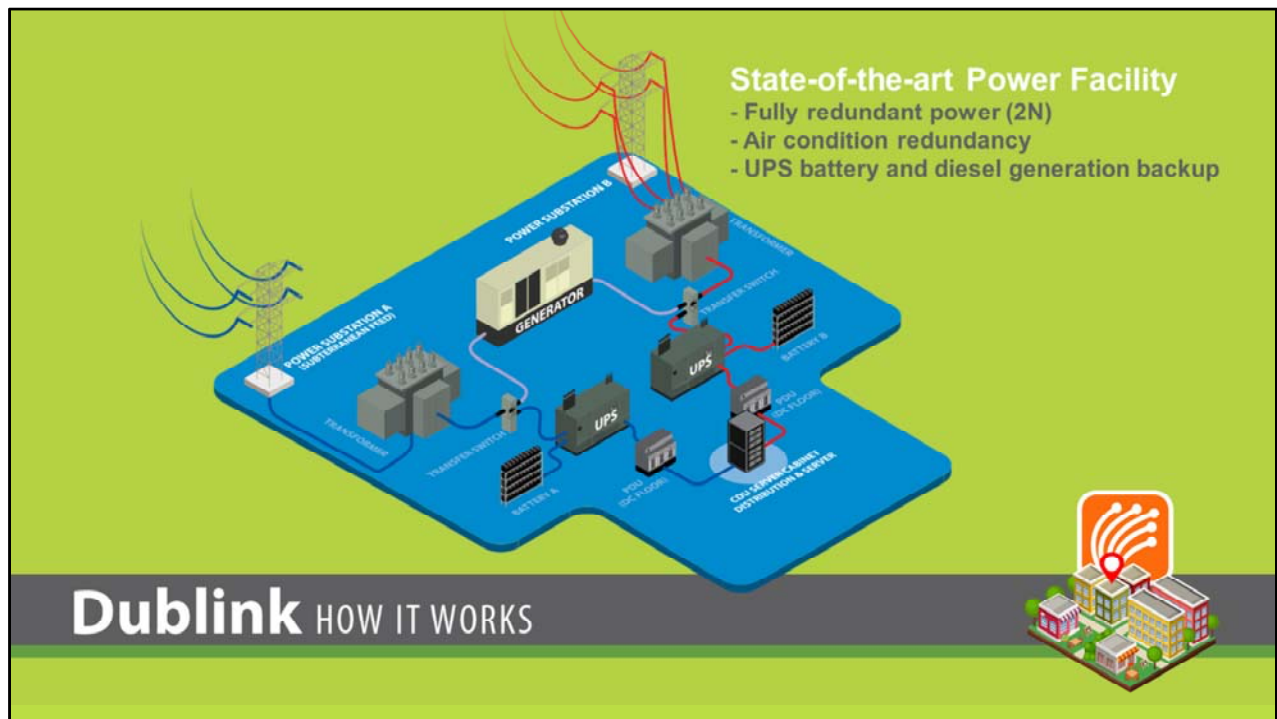 State-of-the-art Power Facility
- Fully redundant power (2N)
- Air condition redundancy
- UPS battery and diesel generation backup
POWER SUBSTATION B
TRANSFORMER
GENERATOR
TRANSFER SWITCH
POWER SUBSTATION A
(SUBTERRANEAN FEED)
BATTERY B
UPS
PDU
(DC FLOOR)
TRANSFORMER
UPS
TRANSFER SWITCH
BATTERY A
PDU
(DC FLOOR)
CDU SERVER CABINET
DISTRIBUTION & SERVER
Dublink HOW IT WORKS